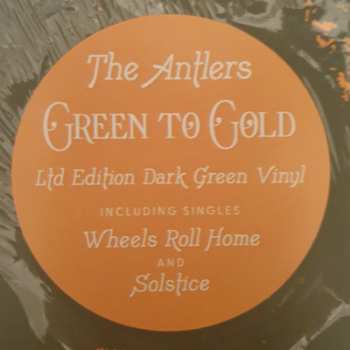 The Antlers
GREEN TO GOLD
Ltd Edition Dark Green Vinyl
INCLUDING SINGLES
Wheels Roll Home
AND
Solstice